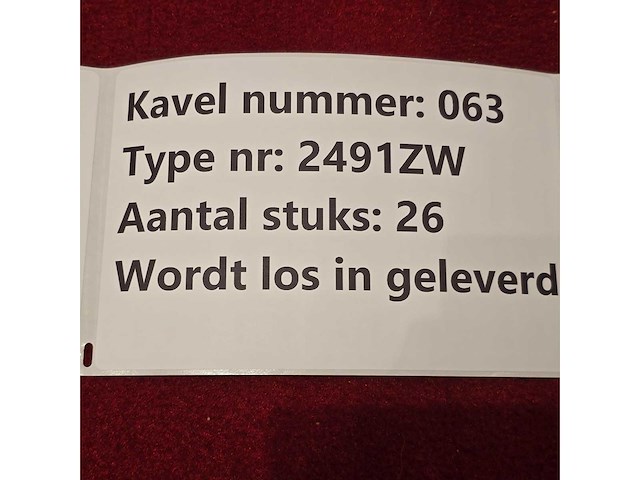 Kavel nummer: 063
Type nr: 2491ZW
Aantal stuks: 26
Wordt los in geleverd